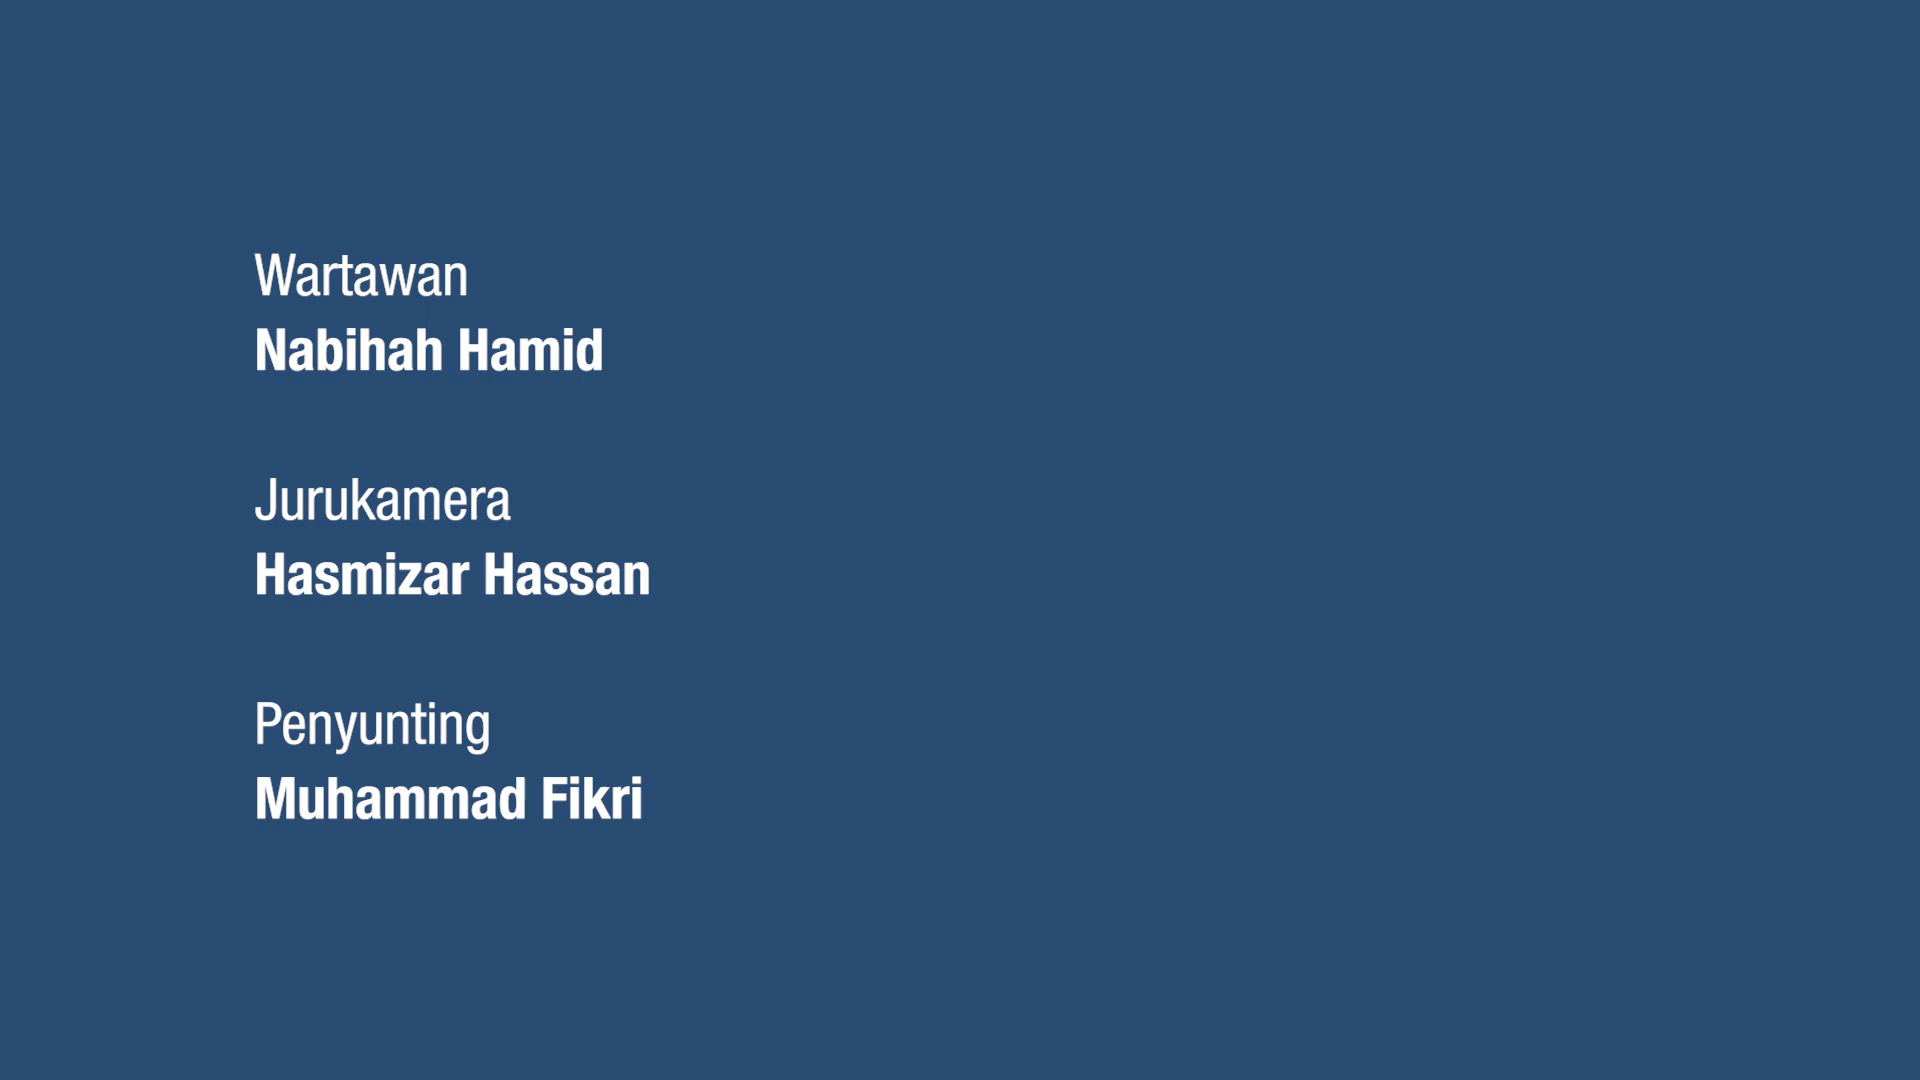 Wartawan
Nabihah Hamid
Jurukamera
Hasmizar Hassan
Penyunting
Muhammad Fikri